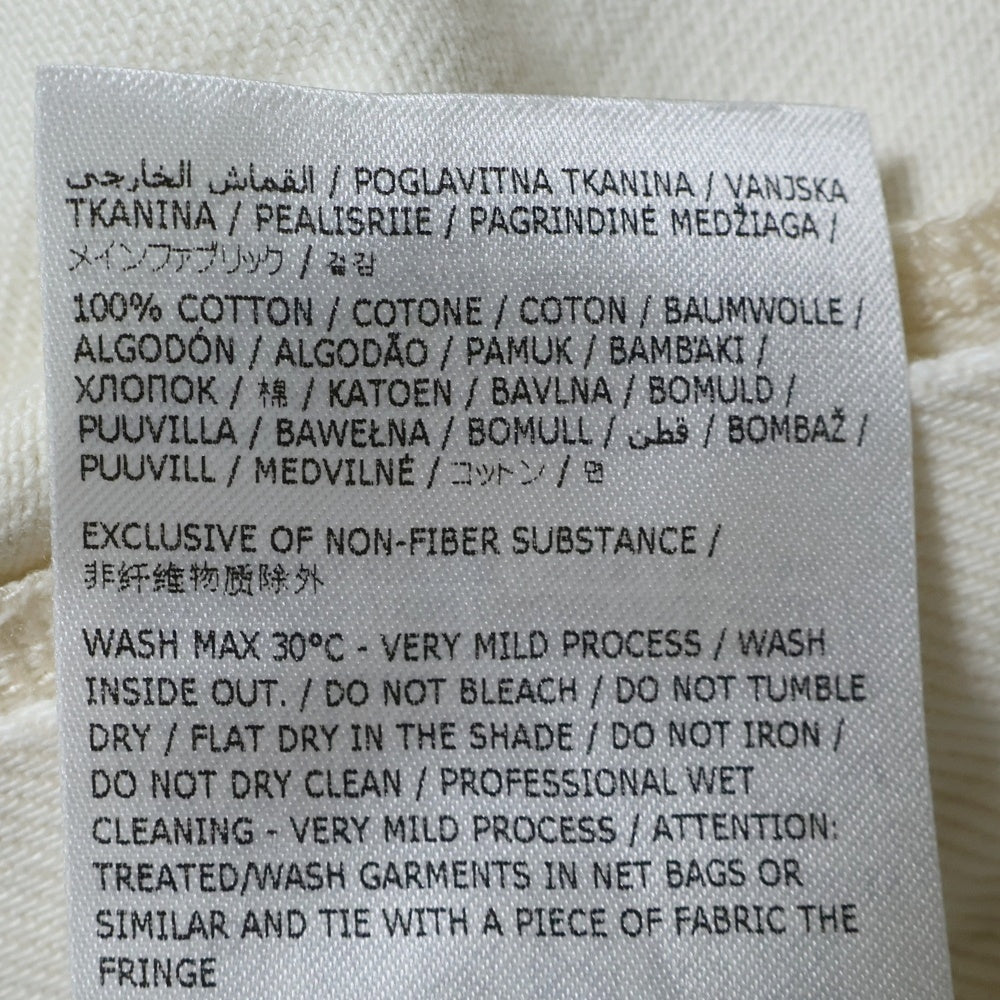 القماش الخارجي / POGLAVITNA TKANINA / VANJSKA
TKANINA / PEALISRIIE / PAGRINDINĖ MEDŽIAGA /
メインファブリック / 겉감
100% COTTON / COTONE / COTON / BAUMWOLLE /
ALGODÓN / ALGODÃO / PAMUK / BAMBAKI /
ХЛОПОК / 棉 / KATOEN / BAVLNA / BOMULD /
PUUVILLA / BAWEŁNA / BOMULL / قطن / BOMBAŽ /
PUUVILL / MEDVILNĖ / コットン / 면
EXCLUSIVE OF NON-FIBER SUBSTANCE /
非纤维物质除外
WASH MAX 30°C - VERY MILD PROCESS / WASH
INSIDE OUT. / DO NOT BLEACH / DO NOT TUMBLE
DRY / FLAT DRY IN THE SHADE / DO NOT IRON /
DO NOT DRY CLEAN / PROFESSIONAL WET
CLEANING - VERY MILD PROCESS / ATTENTION:
TREATED/WASH GARMENTS IN NET BAGS OR
SIMILAR AND TIE WITH A PIECE OF FABRIC THE
FRINGE